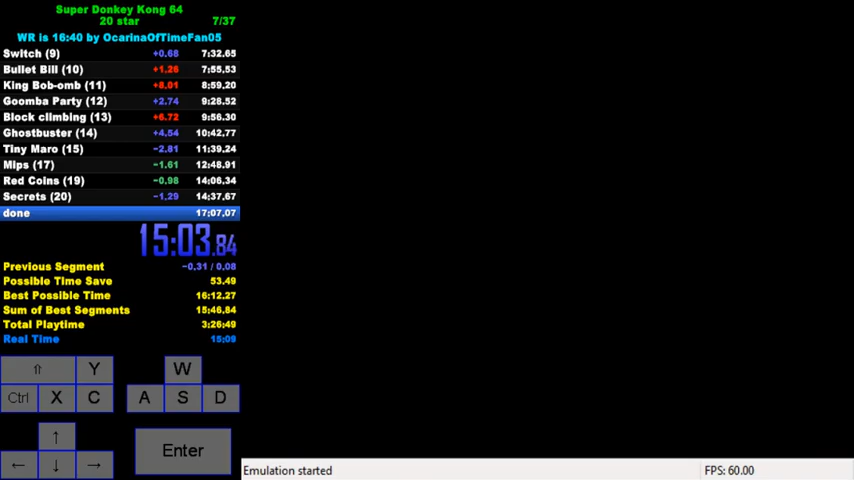 Super Donkey Kong 64
20 star 7/37
WR is 16:40 by OcarinaOfTimeFan05
Switch (9) +0.68 7:32.65
Bullet Bill (10) +1.26 7:55.53
King Bob-omb (11) +8.01 8:59.20
Goomba Party (12) +2.74 9:28.52
Block climbing (13) +6.72 9:56.30
Ghostbuster (14) +4.54 10:42.77
Tiny Maro (15) −2.81 11:39.24
Mips (17) −1.61 12:48.91
Red Coins (19) −0.98 14:06.34
Secrets (20) −1.29 14:37.67
done 17:07.07
15:03.84
Previous Segment −0.31 / 0.08
Possible Time Save 53.49
Best Possible Time 16:12.27
Sum of Best Segments 15:46.84
Total Playtime 3:26:49
Real Time 15:09
⇧ Y W
Ctrl X C A S D
↑
← ↓ → Enter
Emulation started FPS: 60.00